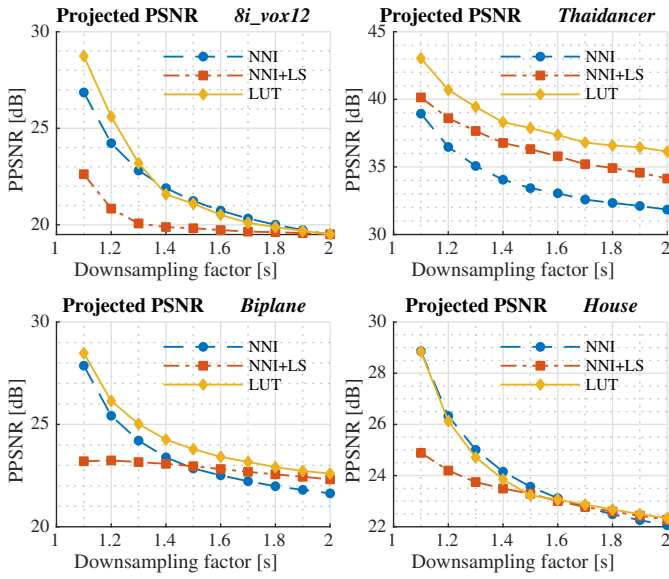 Projected PSNR 8i_vox12
30
25
20
PPSNR [dB]
NNI
NNI+LS
LUT
1 1.2 1.4 1.6 1.8 2
Downsampling factor [s]
Projected PSNR Thaidancer
45
40
35
30
PPSNR [dB]
NNI
NNI+LS
LUT
1 1.2 1.4 1.6 1.8 2
Downsampling factor [s]
Projected PSNR Biplane
30
25
20
PPSNR [dB]
NNI
NNI+LS
LUT
1 1.2 1.4 1.6 1.8 2
Downsampling factor [s]
Projected PSNR House
30
28
26
24
22
PPSNR [dB]
NNI
NNI+LS
LUT
1 1.2 1.4 1.6 1.8 2
Downsampling factor [s]